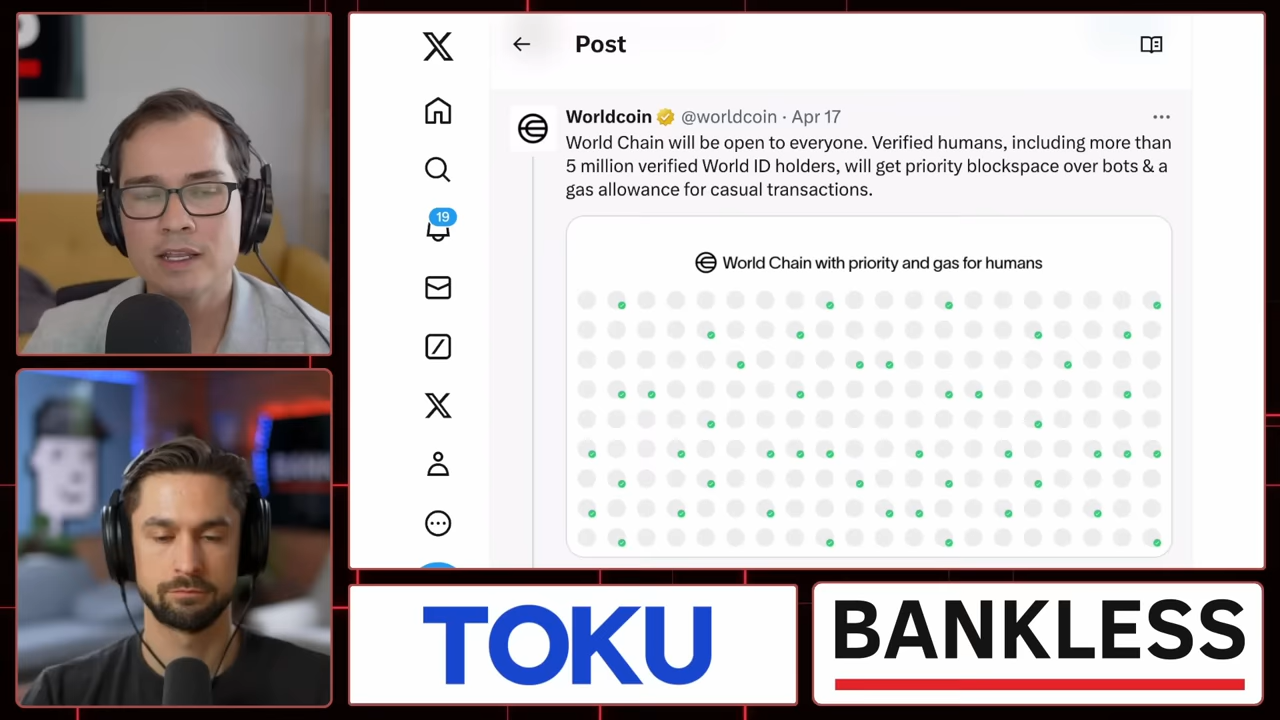 Post
Worldcoin @worldcoin · Apr 17
World Chain will be open to everyone. Verified humans, including more than
5 million verified World ID holders, will get priority blockspace over bots & a
gas allowance for casual transactions.
19
World Chain with priority and gas for humans
TOKU
BANKLESS